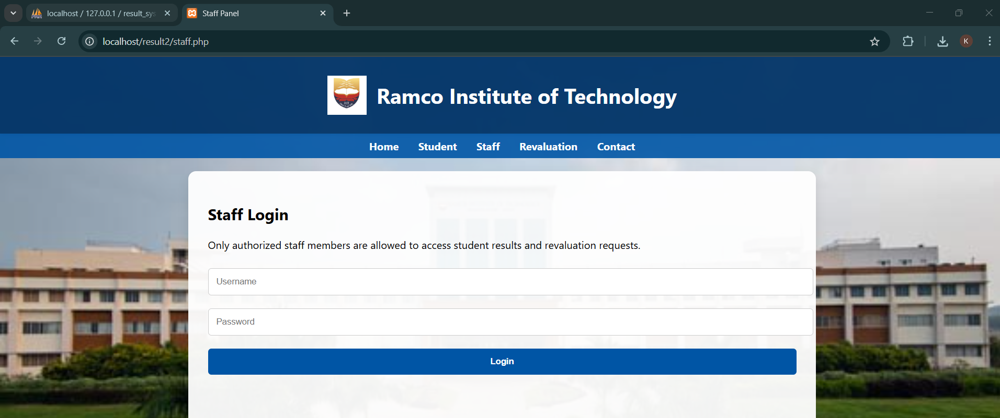 localhost / 127.0.0.1 / result_sys
Staff Panel
localhost/result2/staff.php
K
Ramco Institute of Technology
RIT
Home Student Staff Revaluation Contact
Staff Login
Only authorized staff members are allowed to access student results and revaluation requests.
Username
Password
Login